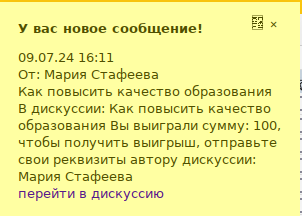 У вас новое сообщение!
×
09.07.24 16:11
От: Мария Стафеева
Как повысить качество образования
В дискуссии: Как повысить качество
образования Вы выиграли сумму: 100,
чтобы получить выигрыш, отправьте
свои реквизиты автору дискуссии:
Мария Стафеева
перейти в дискуссию